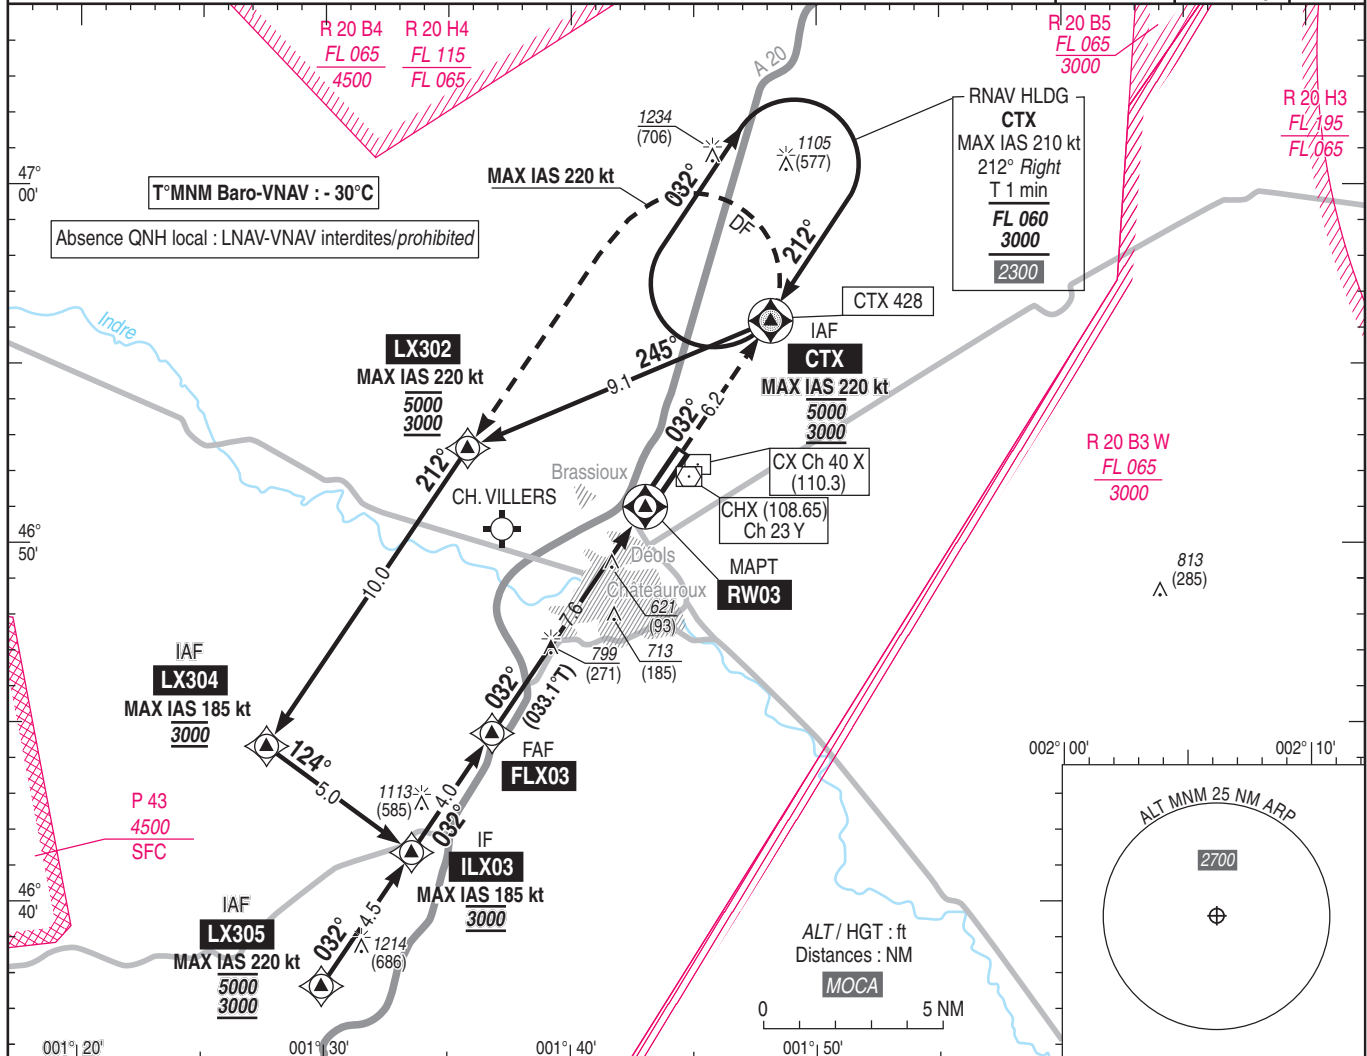 R 20 B4
FL 065
4500
R 20 H4
FL 115
FL 065
A 20
R 20 B5
FL 065
3000
R 20 H3
FL 195
FL 065
RNAV HLDG
CTX
MAX IAS 210 kt
212° Right
T 1 min
FL 060
3000
2300
1234
(706)
1105
(577)
47°
00'
T°MNM Baro-VNAV : - 30°C
Absence QNH local : LNAV-VNAV interdites/prohibited
MAX IAS 220 kt
032°
DF
212°
CTX 428
IAF
CTX
MAX IAS 220 kt
5000
3000
Indre
LX302
MAX IAS 220 kt
5000
3000
245°
9.1
032°
6.2
212°
Brassioux
CH. VILLERS
CX Ch 40 X
(110.3)
CHX (108.65)
Ch 23 Y
R 20 B3 W
FL 065
3000
46°
50'
Déols
MAPT
RW03
Châteauroux
813
(285)
10.0
7.6
621
(93)
799
(271)
713
(185)
IAF
LX304
MAX IAS 185 kt
3000
032°
(033.1°T)
FAF
FLX03
124°
5.0
1113
(585)
4.0
032°
002° 00'
002° 10'
P 43
4500
SFC
IF
ILX03
MAX IAS 185 kt
3000
ALT MNM 25 NM ARP
2700
46°
40'
IAF
LX305
MAX IAS 220 kt
5000
3000
032°
4.5
1214
(686)
ALT / HGT : ft
Distances : NM
MOCA
0
5 NM
001° 20'
001° 30'
001° 40'
001° 50'